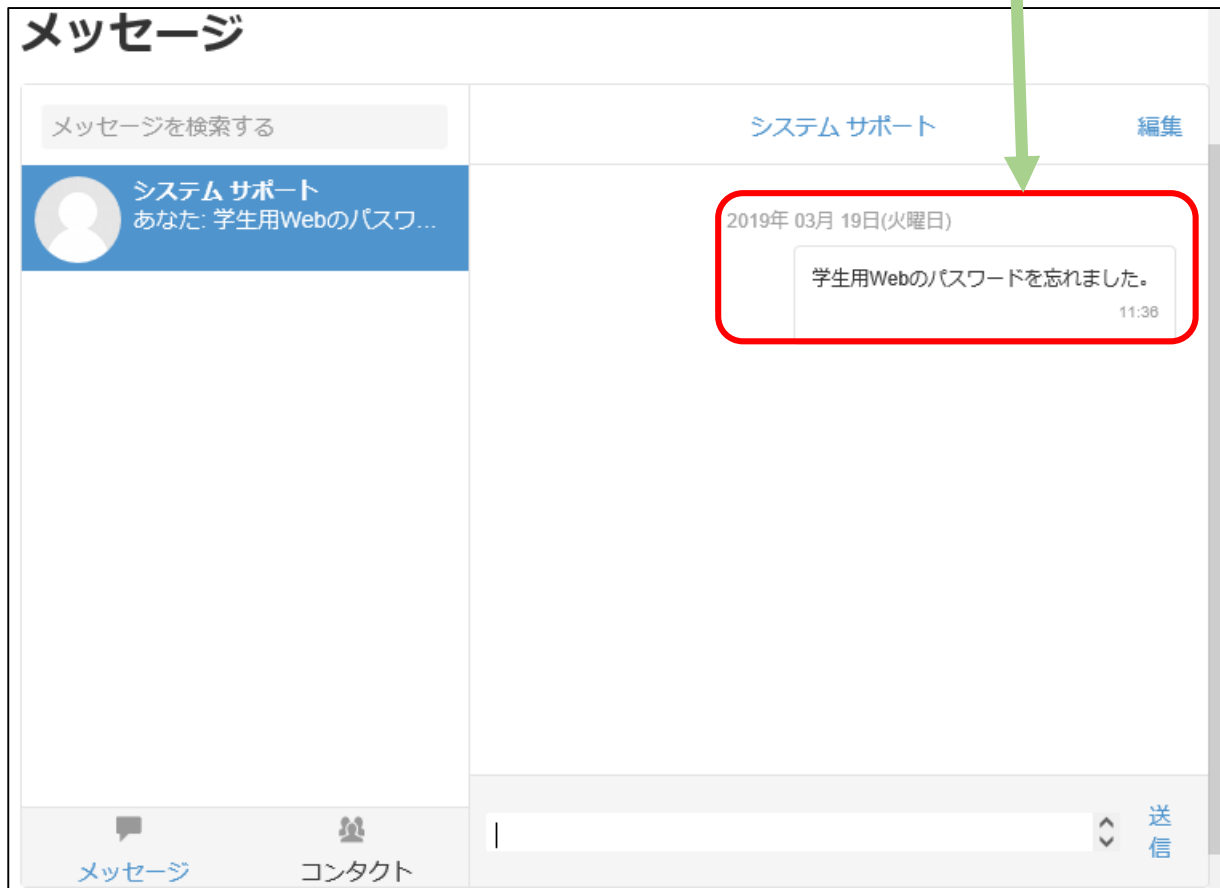 メッセージ
メッセージを検索する
システム サポート
編集
システム サポート
あなた: 学生用Webのパスワ...
2019年 03月 19日(火曜日)
学生用Webのパスワードを忘れました。
11:36
メッセージ
コンタクト
送
信